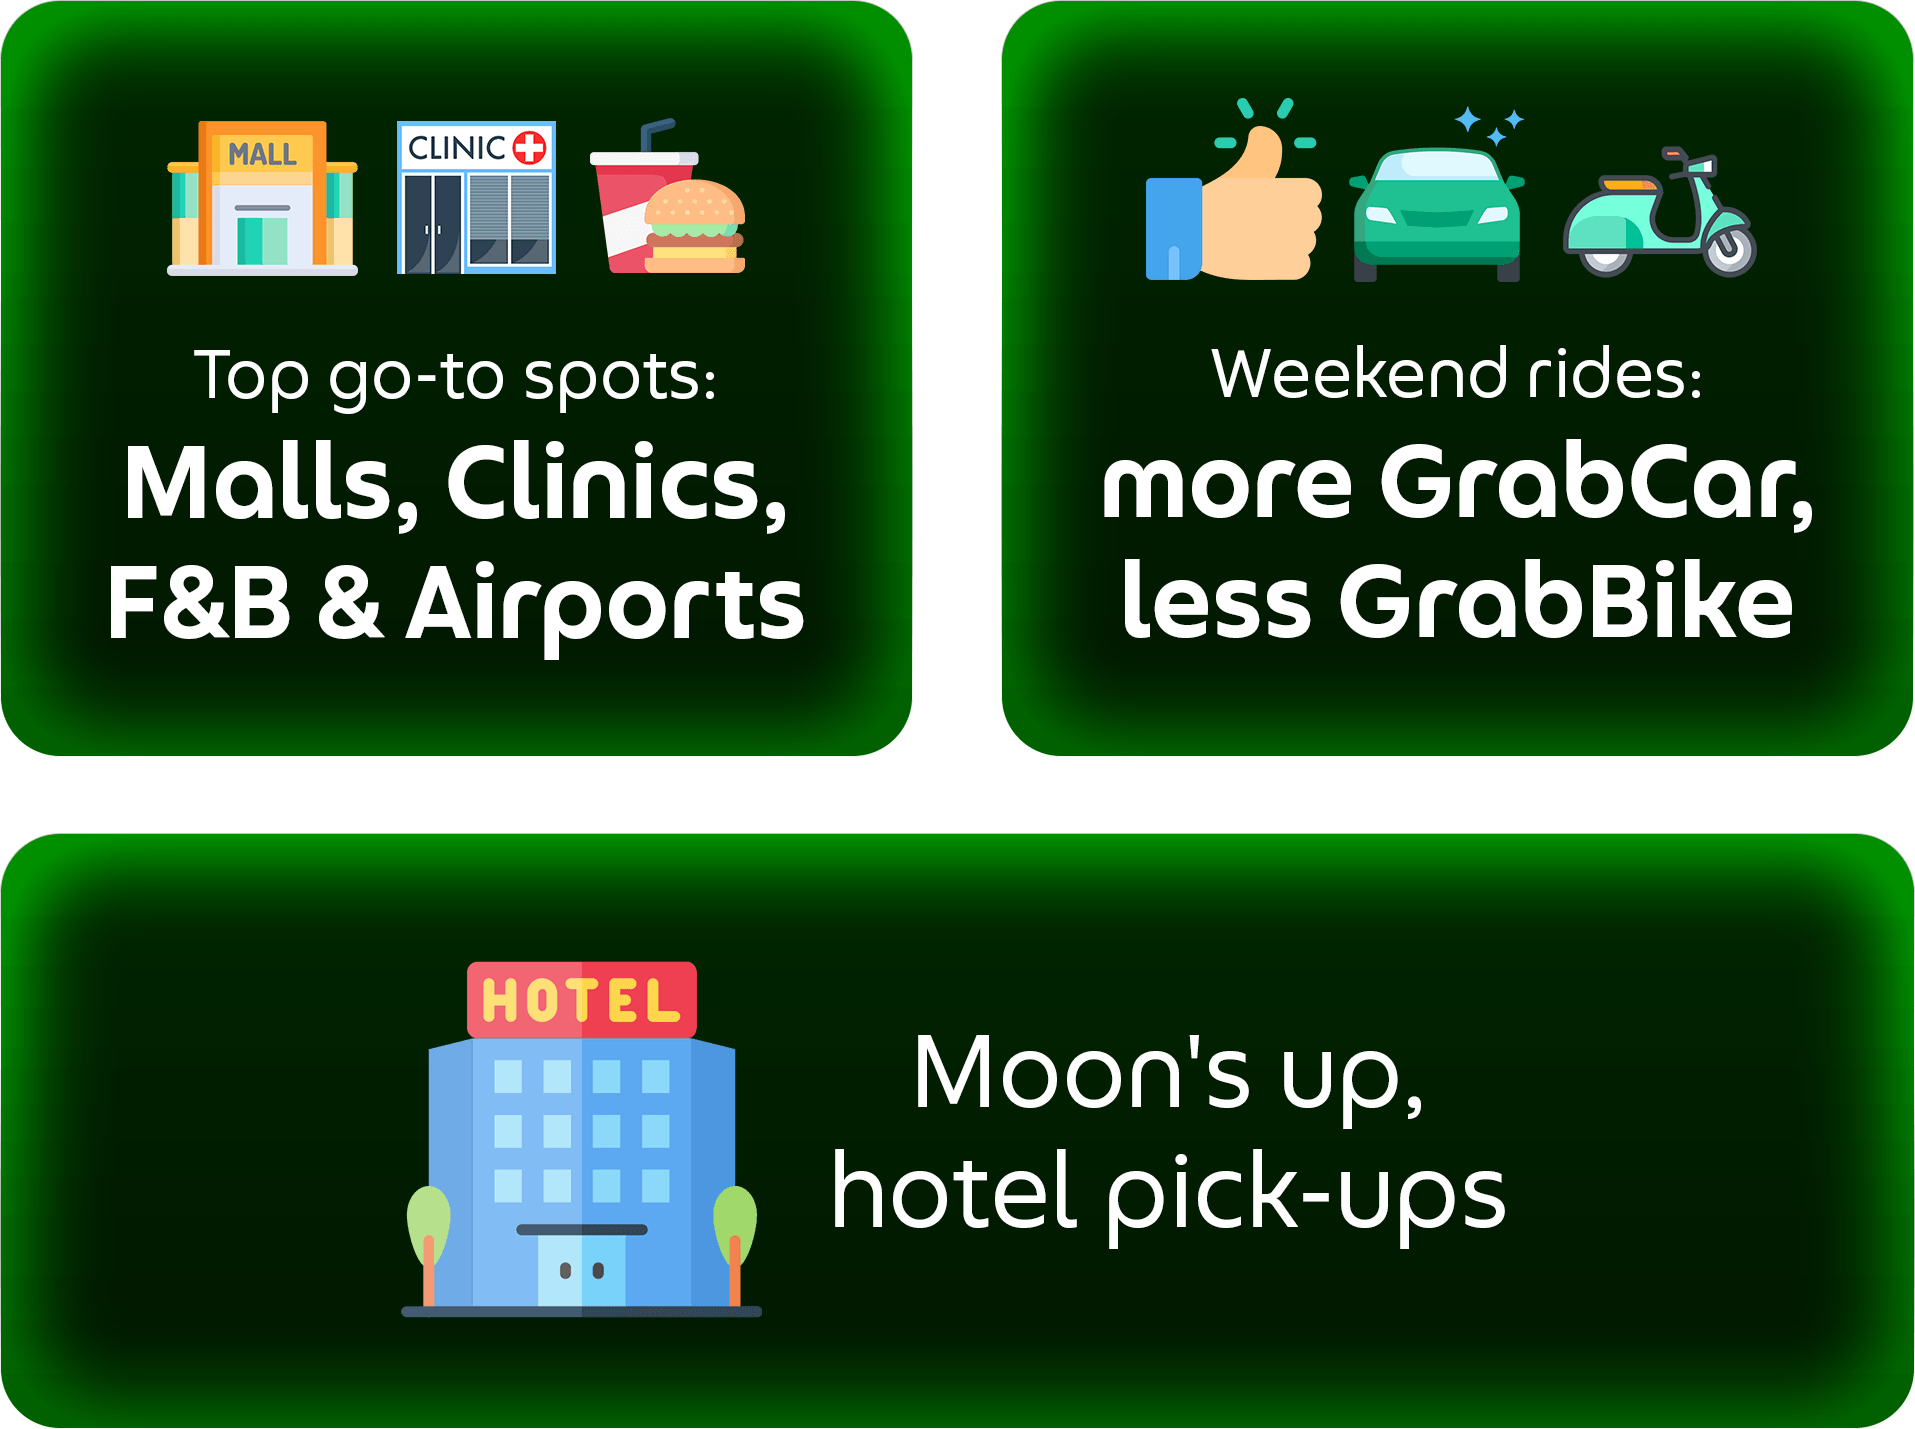 MALL
CLINIC
Top go-to spots:
Malls, Clinics,
F&B & Airports
Weekend rides:
more GrabCar,
less GrabBike
HOTEL
Moon's up,
hotel pick-ups